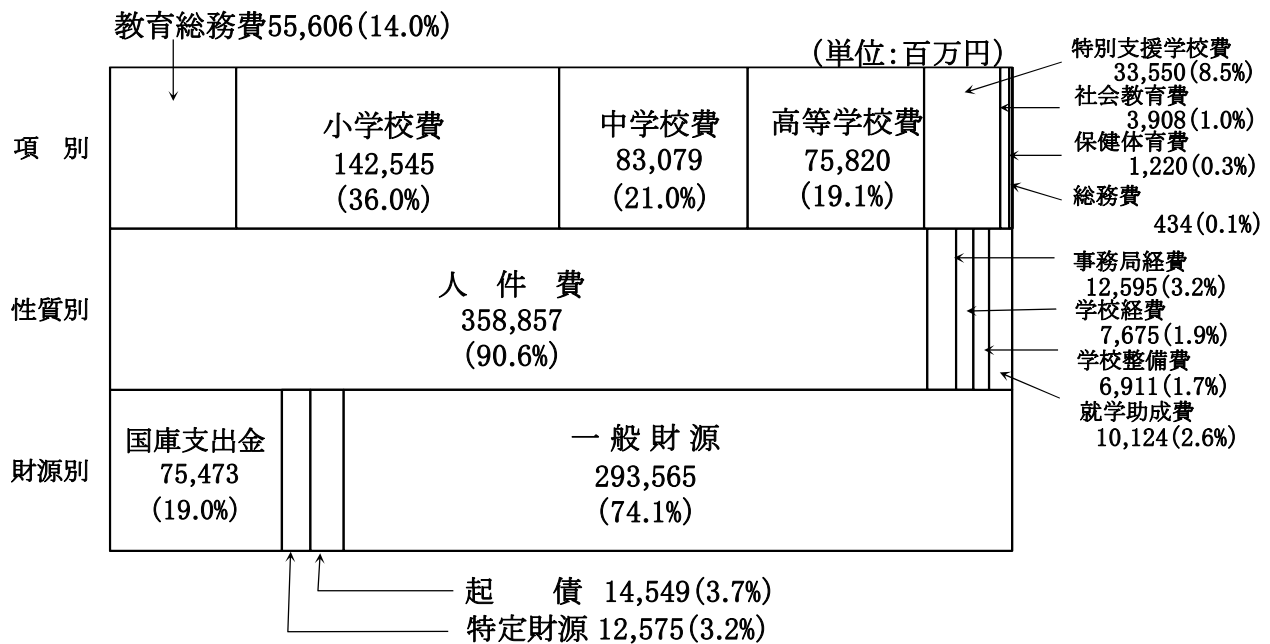 教育総務費55,606(14.0%)
(単位:百万円)
項　別
小学校費
142,545
(36.0%)
中学校費
83,079
(21.0%)
高等学校費
75,820
(19.1%)
特別支援学校費
33,550(8.5%)
社会教育費
3,908(1.0%)
保健体育費
1,220(0.3%)
総務費
434(0.1%)
性質別
人　件　費
358,857
(90.6%)
事務局経費
12,595(3.2%)
学校経費
7,675(1.9%)
学校整備費
6,911(1.7%)
就学助成費
10,124(2.6%)
財源別
国庫支出金
75,473
(19.0%)
一 般 財 源
293,565
(74.1%)
起　　債 14,549(3.7%)
特定財源 12,575(3.2%)